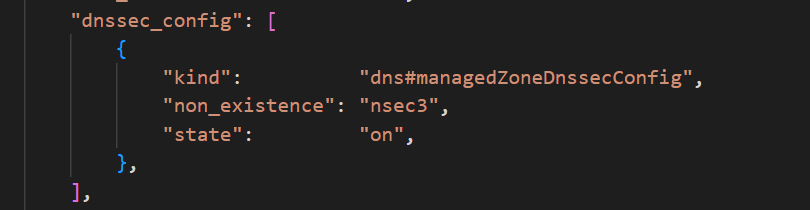 "dnssec_config": [
{
"kind": "dns#managedZoneDnssecConfig",
"non_existence": "nsec3",
"state": "on",
},
],